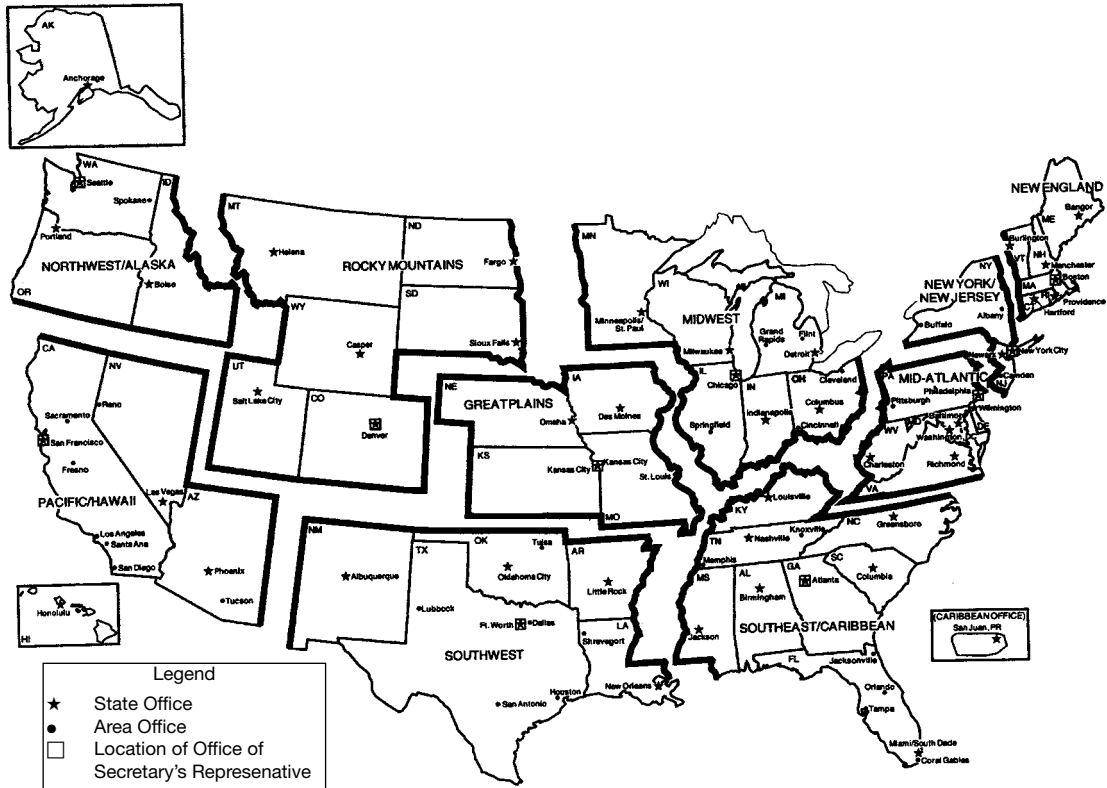 AK
Anchorage
WA
Seattle
Spokane
ID
Portland
NORTHWEST/ALASKA
Boise
OR
MT
Helena
ND
ROCKY MOUNTAINS
Fargo
SD
WY
Casper
Sioux Falls
UT
Salt Lake City
CO
Denver
CA
NV
Reno
Sacramento
San Francisco
Fresno
PACIFIC/HAWAII
Las Vegas
AZ
Los Angeles
Santa Ana
San Diego
Phoenix
Tucson
Honolulu
HI
NE
GREAT PLAINS
Omaha
IA
Des Moines
KS
Kansas City
Kansas City
St. Louis
MO
MN
Minneapolis/
St. Paul
WI
MIDWEST
MI
Grand
Rapids
Flint
Milwaukee
Detroit
IL
Chicago
IN
OH
Cleveland
Columbus
Indianapolis
Springfield
Cincinnati
NEW ENGLAND
Bangor
ME
Burlington
VT
NH
Manchester
Boston
MA
RI
CT
Providence
Hartford
NY
NEW YORK/
NEW JERSEY
Albany
Buffalo
Newark
New York City
PA
MID-ATLANTIC
Camden
NJ
Philadelphia
Pittsburgh
Wilmington
WV
MD
Baltimore
DE
Washington
Charleston
Richmond
VA
NM
Albuquerque
TX
OK
Tulsa
Oklahoma City
AR
Little Rock
Lubbock
Ft. Worth
Dallas
LA
Shrevegort
SOUTHWEST
New Orleans
Houston
San Antonio
KY
Louisville
TN
Knoxville
Nashville
Memphis
NC
Greensboro
SC
Columbia
MS
AL
GA
Atlanta
Birmingham
Jackson
SOUTHEAST/CARIBBEAN
FL
Jacksonville
Orlando
Tampa
Miami/South Dade
Coral Gables
(CARIBBEAN OFFICE)
San Juan, PR
Legend
State Office
Area Office
Location of Office of
Secretary's Represenative